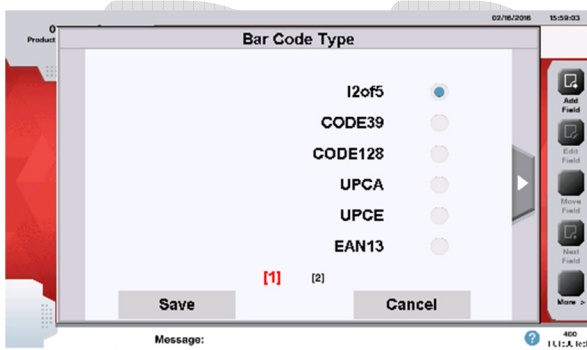 02/16/2016 15:59:03
0
Product
Bar Code Type
I2of5
CODE39
CODE128
UPCA
UPCE
EAN13
[1] [2]
Save Cancel
Add
Field
Edit
Field
Move
Field
Next
Field
More >
Message:
?
400